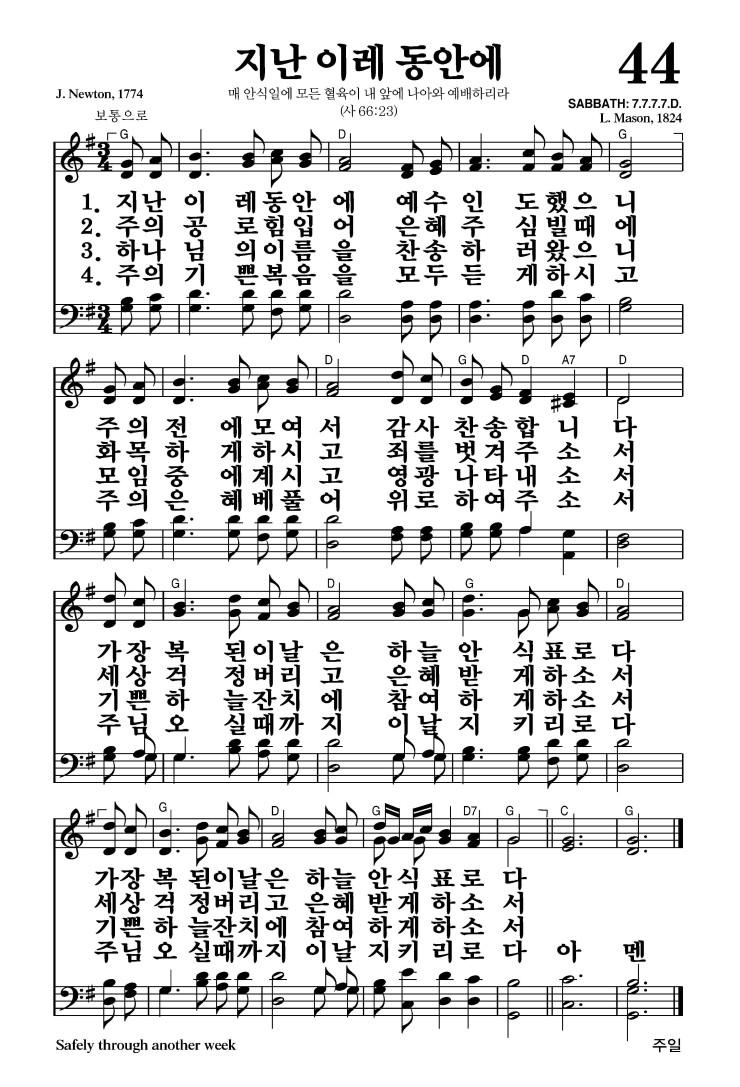 지난 이레 동안에
44
J. Newton, 1774
매 안식일에 모든 혈육이 내 앞에 나아와 예배하리라
(사 66:23)
SABBATH: 7.7.7.7.D.
L. Mason, 1824
보통으로
G D G
3 4
1. 지난 이 레동안 에 예수 인 도했으 니
2. 주의 공 로힘입 어 은혜 주 심빌때 에
3. 하나 님 의이름 을 찬송 하 러왔으 니
4. 주의 기 쁜복음 을 모두 듣 게하시 고
3 4
D G D A7 D
주의 전 에모여 서 감사 찬송합 니 다
화목 하 게하시 고 죄를 벗겨주 소 서
모임 중 에계시 고 영광 나타내 소 서
주의 은 혜베풀 어 위로 하여주 소 서
G D G D
가장 복 된이날 은 하늘 안 식표로 다
세상 걱 정버리 고 은혜 받 게하소 서
기쁜 하 늘잔치 에 참여 하 게하소 서
주님 오 실때까 지 이날 지 키리로 다
G D G D7 G C G
가장 복 된이날은 하늘 안식 표로 다
세상 걱 정버리고 은혜 받게 하소 서
기쁜 하 늘잔치에 참여 하게 하소 서
주님 오 실때까지 이날 지키 리로 다 아 멘
Safely through another week
주일